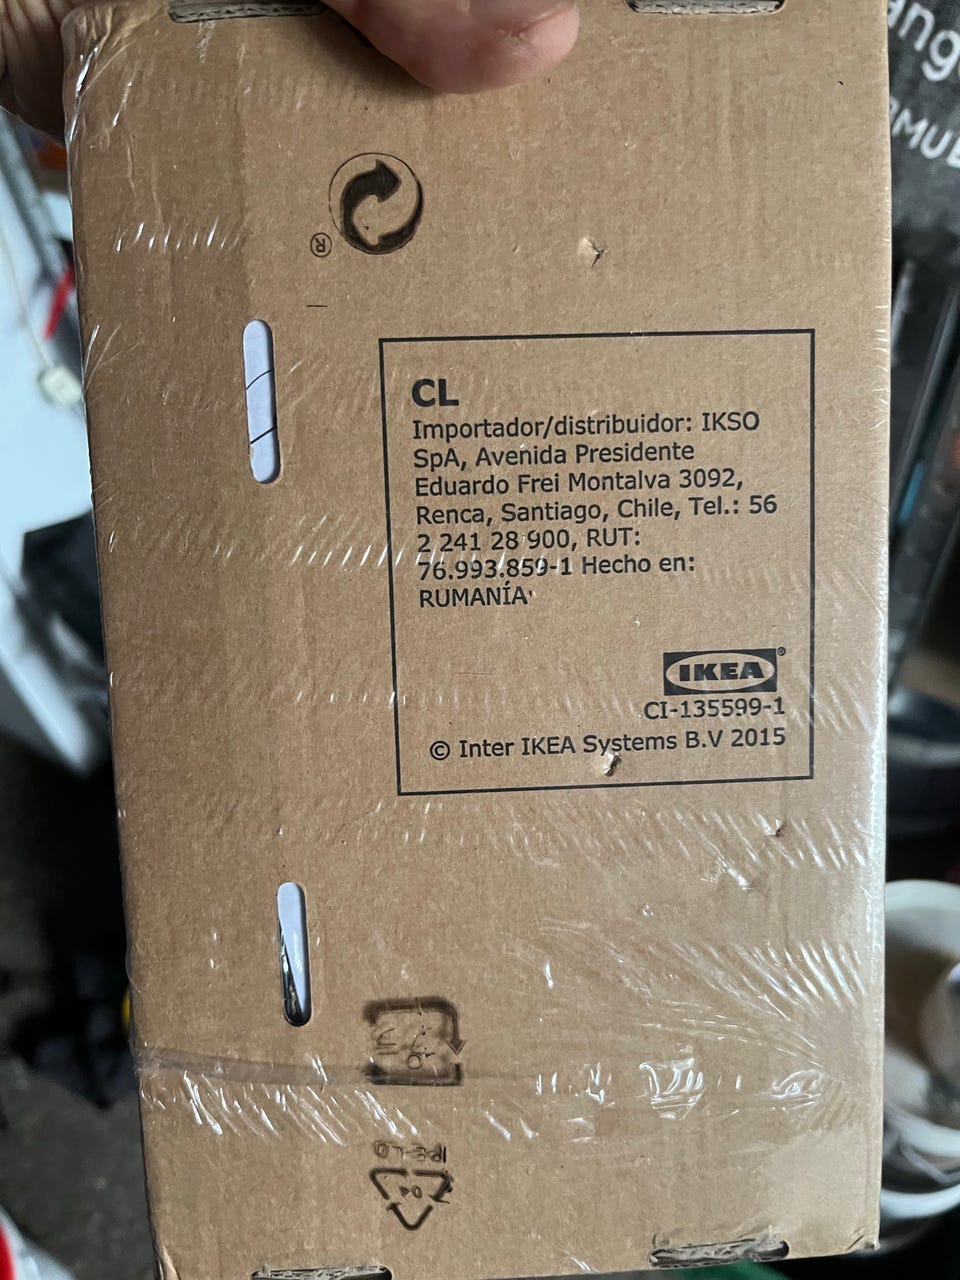 ®
CL
Importador/distribuidor: IKSO
SpA, Avenida Presidente
Eduardo Frei Montalva 3092,
Renca, Santiago, Chile, Tel.: 56
2 241 28 900, RUT:
76.993.859-1 Hecho en:
RUMANÍA
IKEA®
CI-135599-1
© Inter IKEA Systems B.V 2015